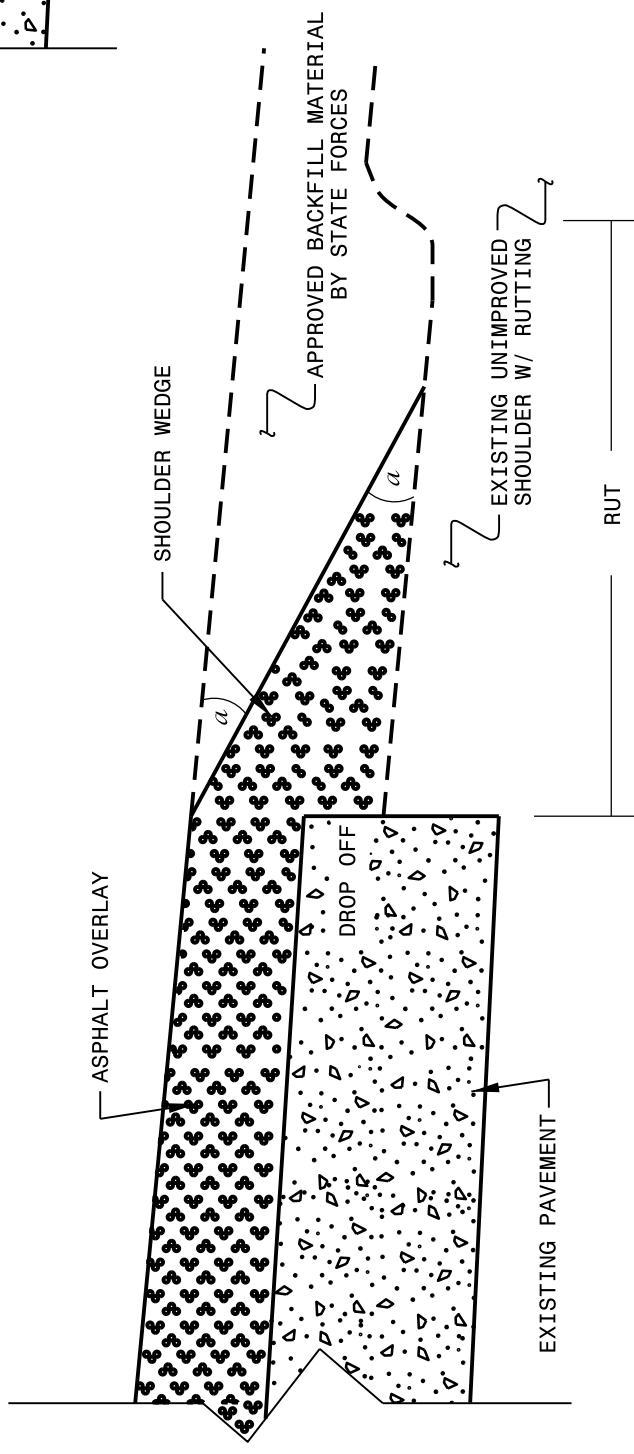 ASPHALT OVERLAY
SHOULDER WEDGE
APPROVED BACKFILL MATERIAL
BY STATE FORCES
a
a
DROP OFF
EXISTING UNIMPROVED
SHOULDER W/ RUTTING
EXISTING PAVEMENT
RUT